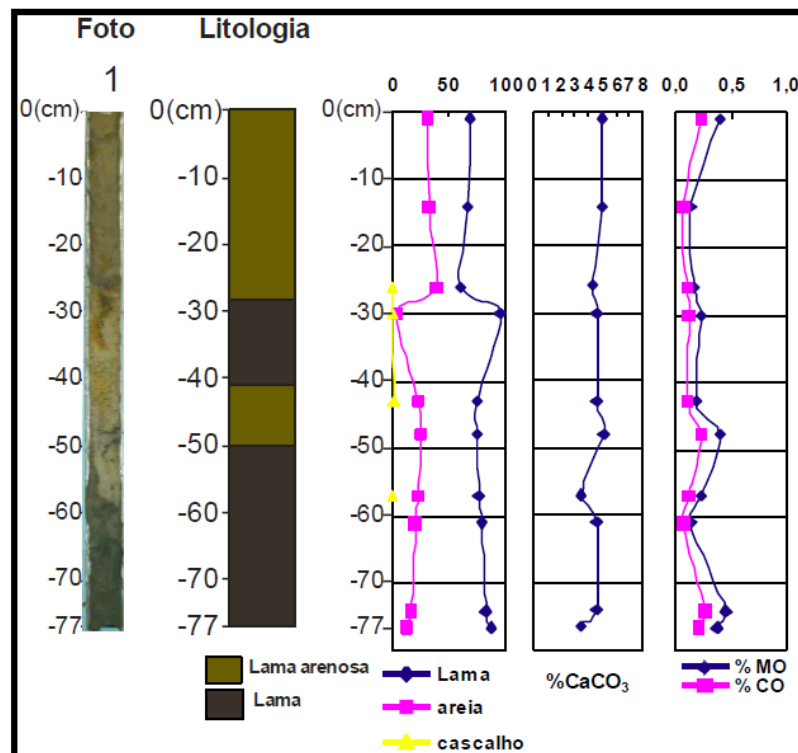 Foto Litologia
1
0 50 100 0 1 2 3 4 5 6 7 8 0,0 0,5 1,0
0(cm) 0(cm) 0(cm)
-10 -10 -10
-20 -20 -20
-30 -30 -30
-40 -40 -40
-50 -50 -50
-60 -60 -60
-70 -70 -70
-77 -77 -77
Lama arenosa Lama %CaCO₃ % MO
Lama areia % CO
cascalho